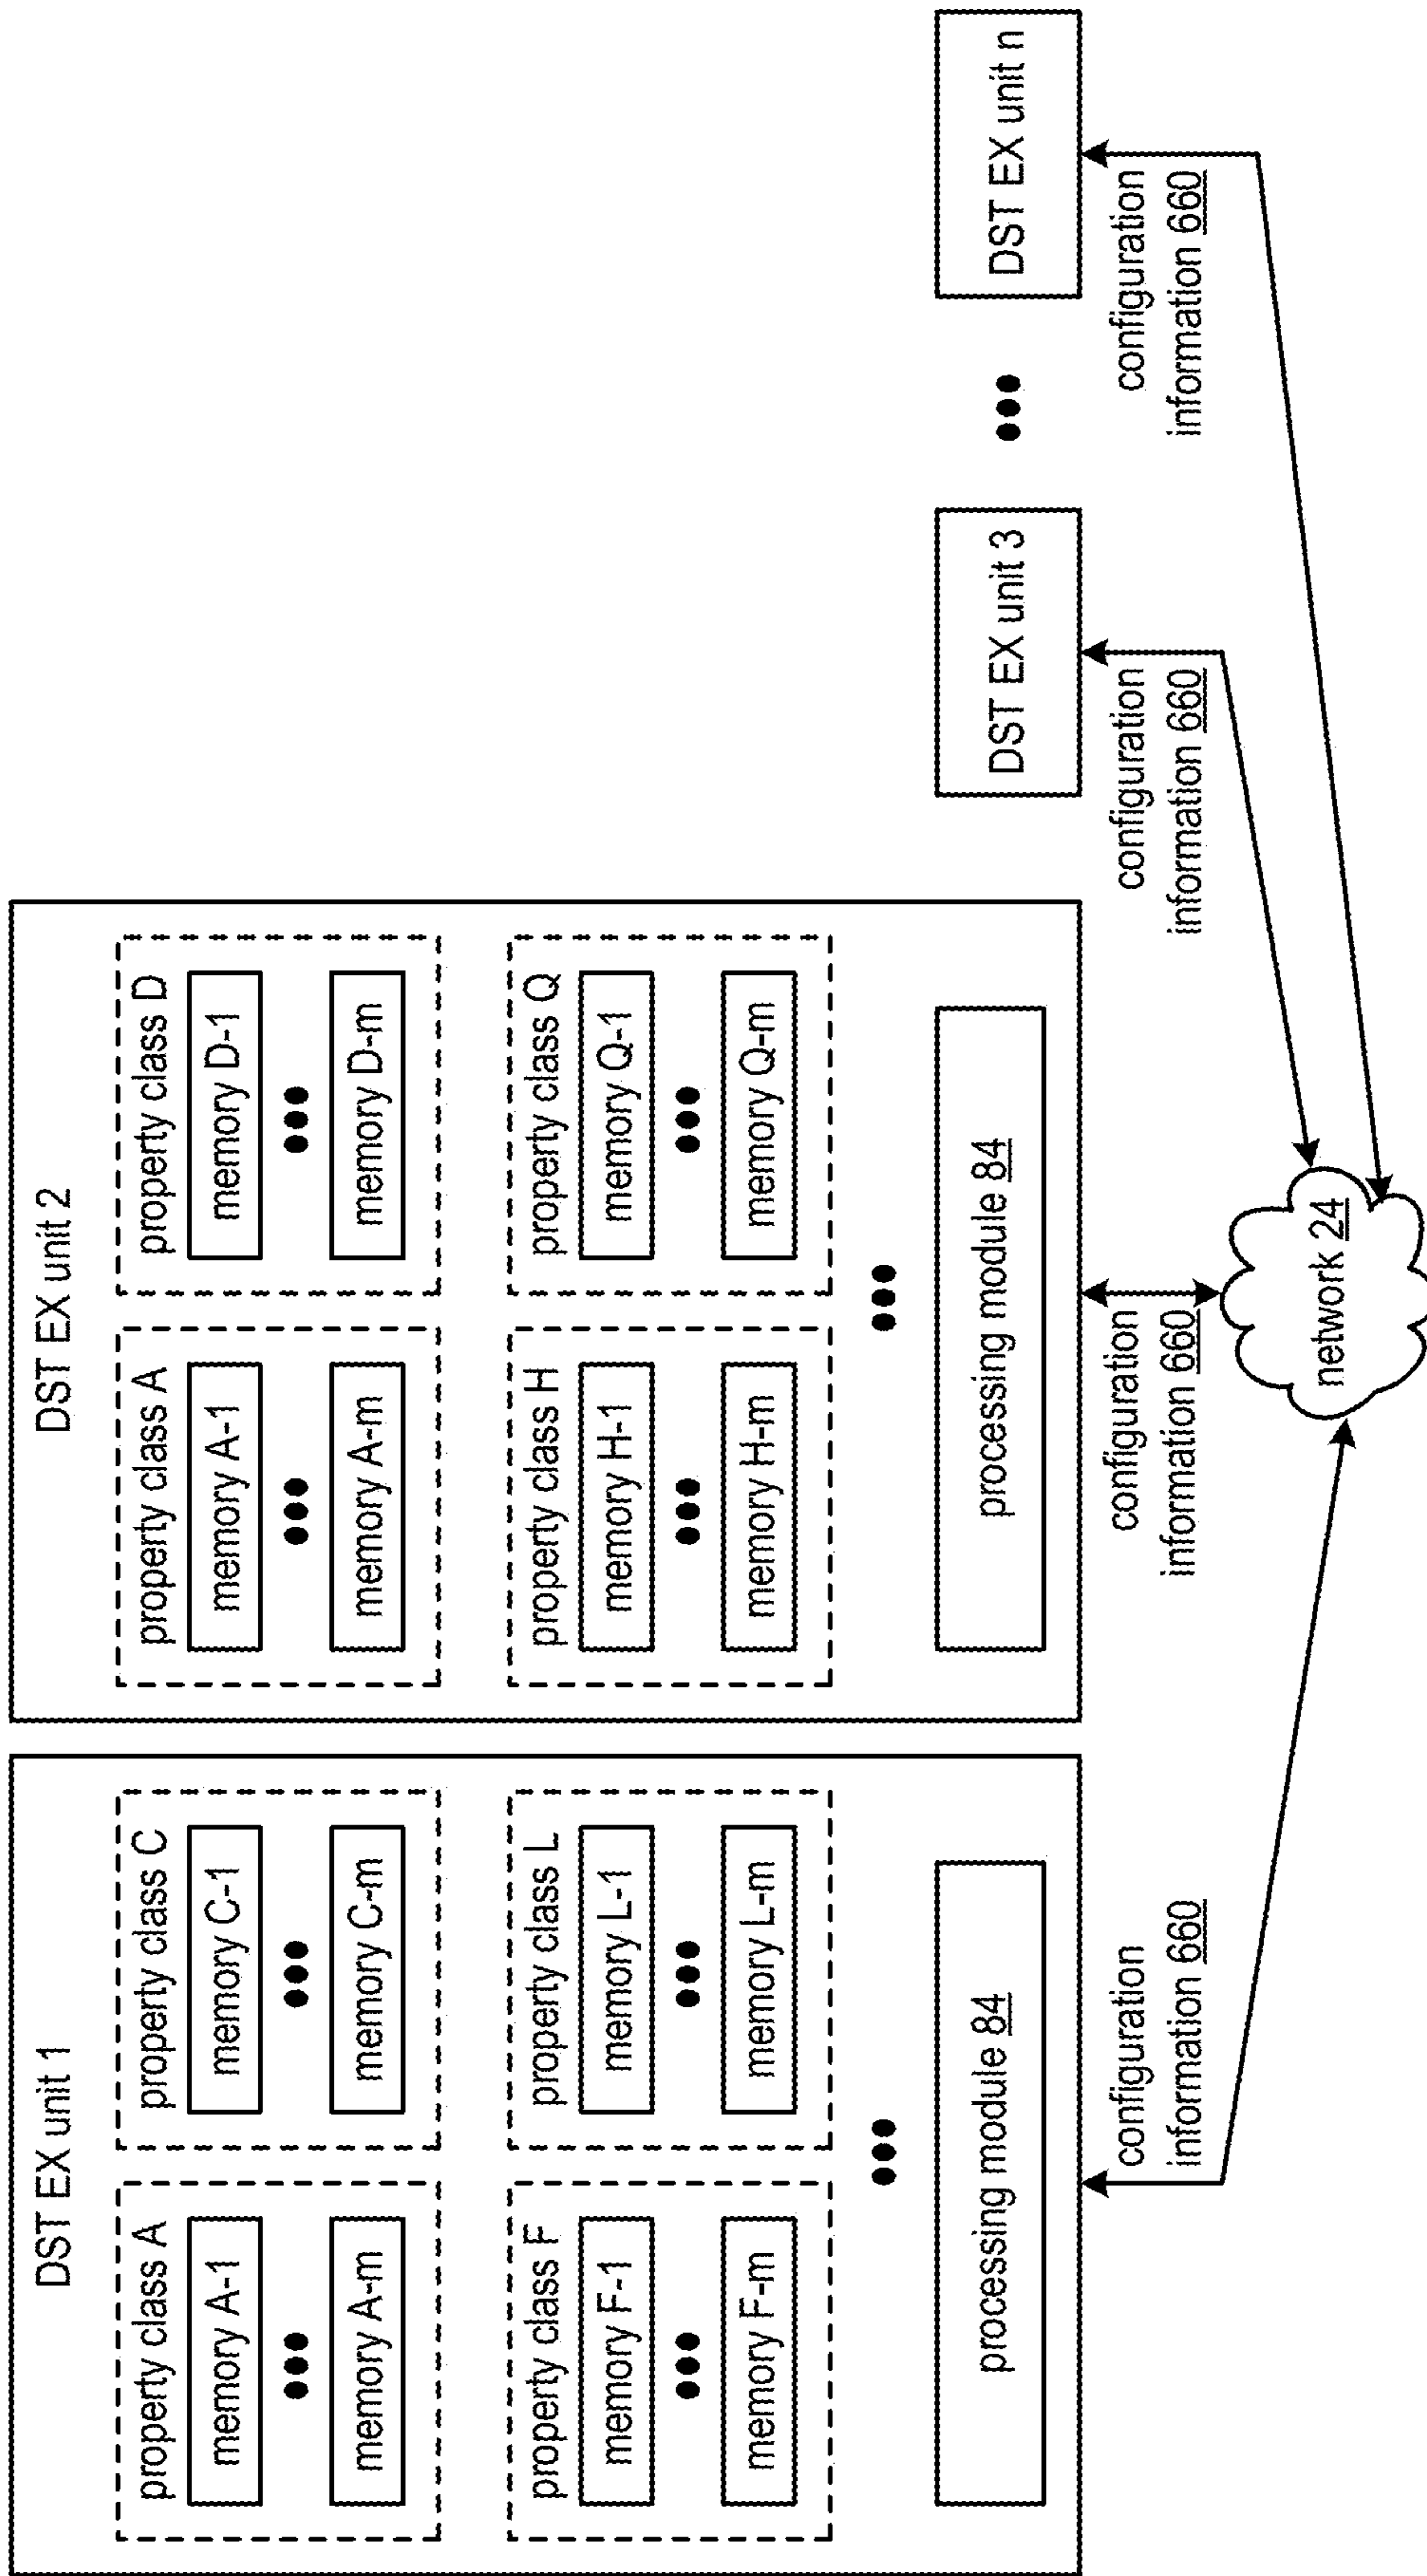 DST EX unit 1
property class A
memory A-1
memory A-m
property class C
memory C-1
memory C-m
property class F
memory F-1
memory F-m
property class L
memory L-1
memory L-m
processing module 84
configuration
information 660
DST EX unit 2
property class A
memory A-1
memory A-m
property class D
memory D-1
memory D-m
property class H
memory H-1
memory H-m
property class Q
memory Q-1
memory Q-m
processing module 84
configuration
information 660
DST EX unit 3
configuration
information 660
DST EX unit n
configuration
information 660
network 24